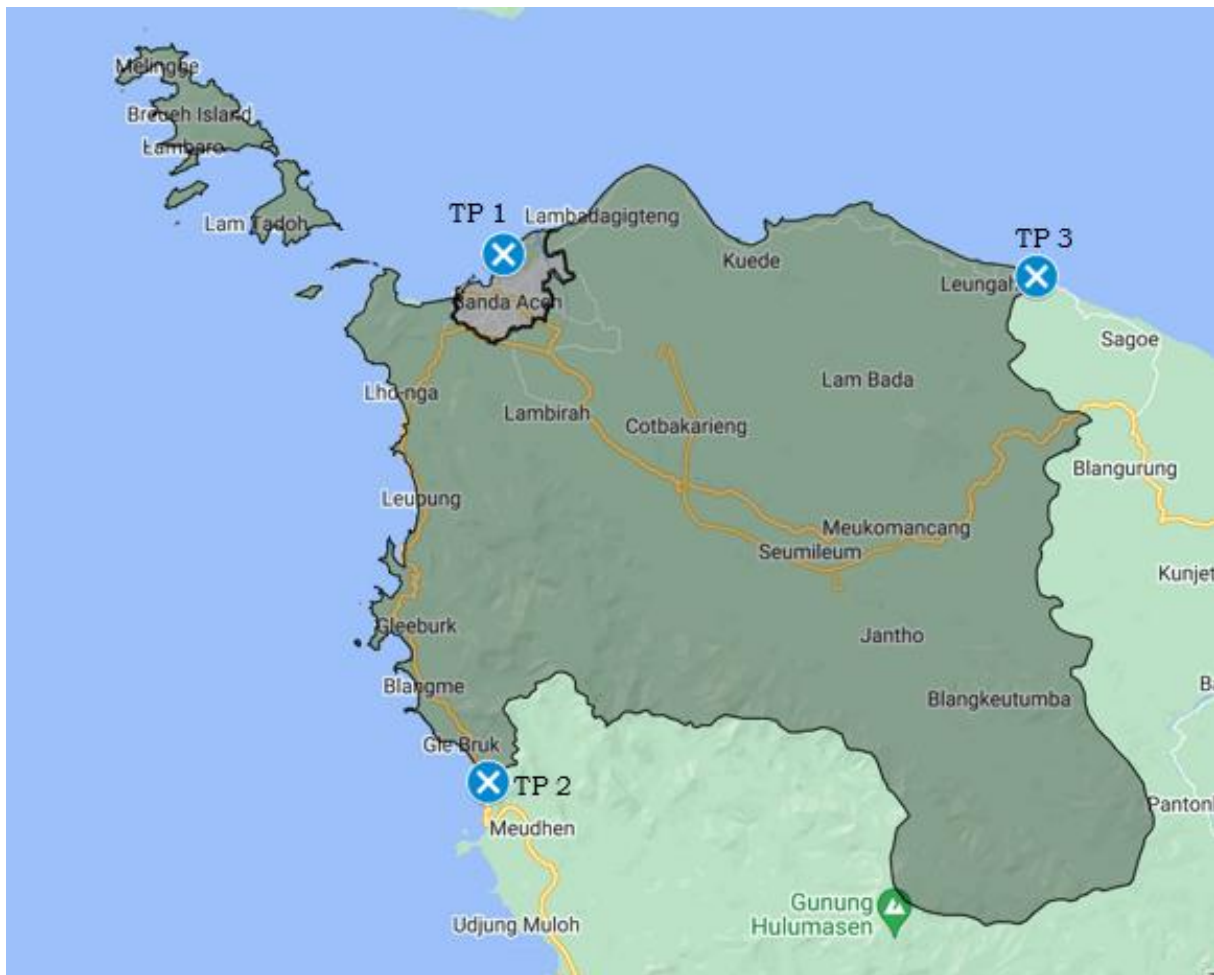 Melingge
Breueh Island
Lambaro
Lam Tadoh
TP 1
Lambadagigteng
Kuede
TP 3
Leungah
Banda Aceh
Sagoe
Lho-nga
Lambirah
Lam Bada
Cotbakarieng
Blangurung
Leupung
Meukomancang
Seumileum
Kunjet
Gleeburk
Jantho
Blangme
Blangkeutumba
Ba
Gle Bruk
TP 2
Meudhen
Panton
Gunung
Hulumasen
Udjung Muloh